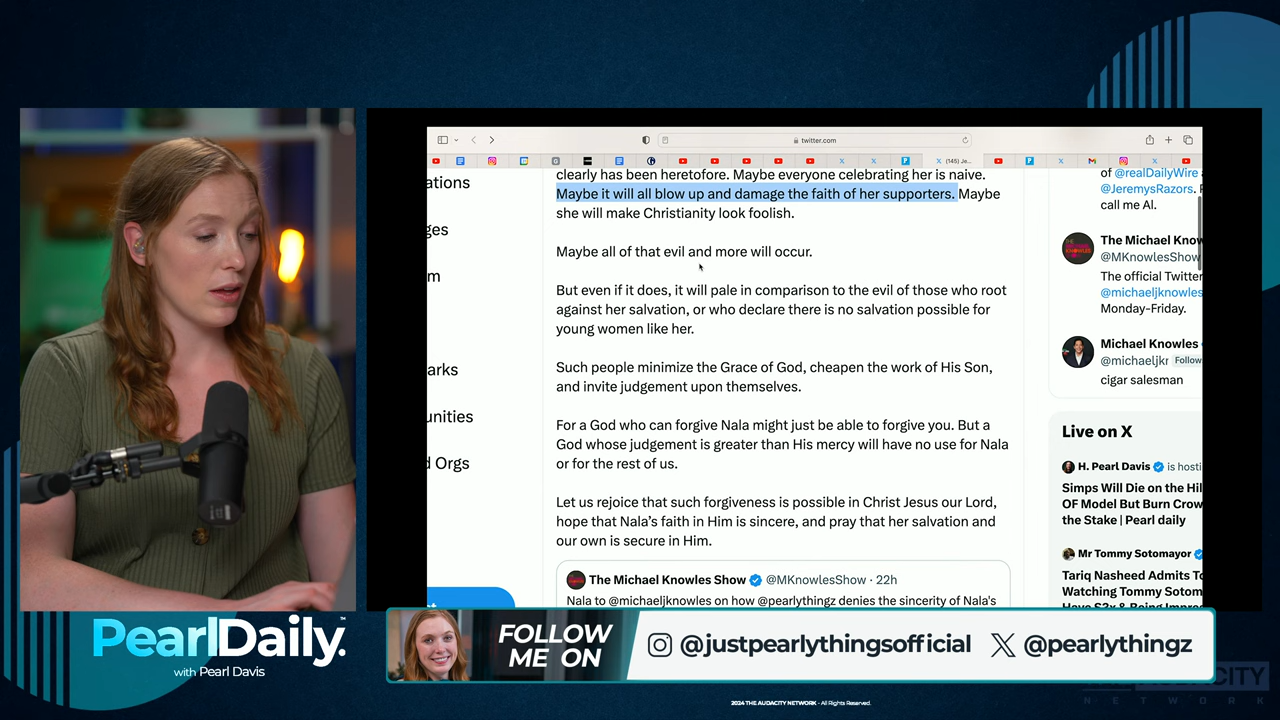 twitter.com
(145) Je...
ations
ges
m
arks
unities
d Orgs
clearly has been heretofore. Maybe everyone celebrating her is naive.
Maybe it will all blow up and damage the faith of her supporters. Maybe
she will make Christianity look foolish.
Maybe all of that evil and more will occur.
But even if it does, it will pale in comparison to the evil of those who root
against her salvation, or who declare there is no salvation possible for
young women like her.
Such people minimize the Grace of God, cheapen the work of His Son,
and invite judgement upon themselves.
For a God who can forgive Nala might just be able to forgive you. But a
God whose judgement is greater than His mercy will have no use for Nala
or for the rest of us.
Let us rejoice that such forgiveness is possible in Christ Jesus our Lord,
hope that Nala's faith in Him is sincere, and pray that her salvation and
our own is secure in Him.
The Michael Knowles Show @MKnowlesShow · 22h
Nala to @michaeljknowles on how @pearlythingz denies the sincerity of Nala's
of @realDailyWire
@JeremysRazors.
call me Al.
The Michael Know
@MKnowlesShow
The official Twitter
@michaeljknowles
Monday-Friday.
Michael Knowles
@michaeljkr Follow
cigar salesman
Live on X
H. Pearl Davis is hosti
Simps Will Die on the Hil
OF Model But Burn Crow
the Stake | Pearl daily
Mr Tommy Sotomayor
Tariq Nasheed Admits To
Watching Tommy Sotomayor
Have S3x & Being Impre
PearlDaily.™
with Pearl Davis
FOLLOW
ME ON
@justpearlythingsofficial
X @pearlythingz
2024 THE AUDACITY NETWORK - All Rights Reserved.
NETWORK